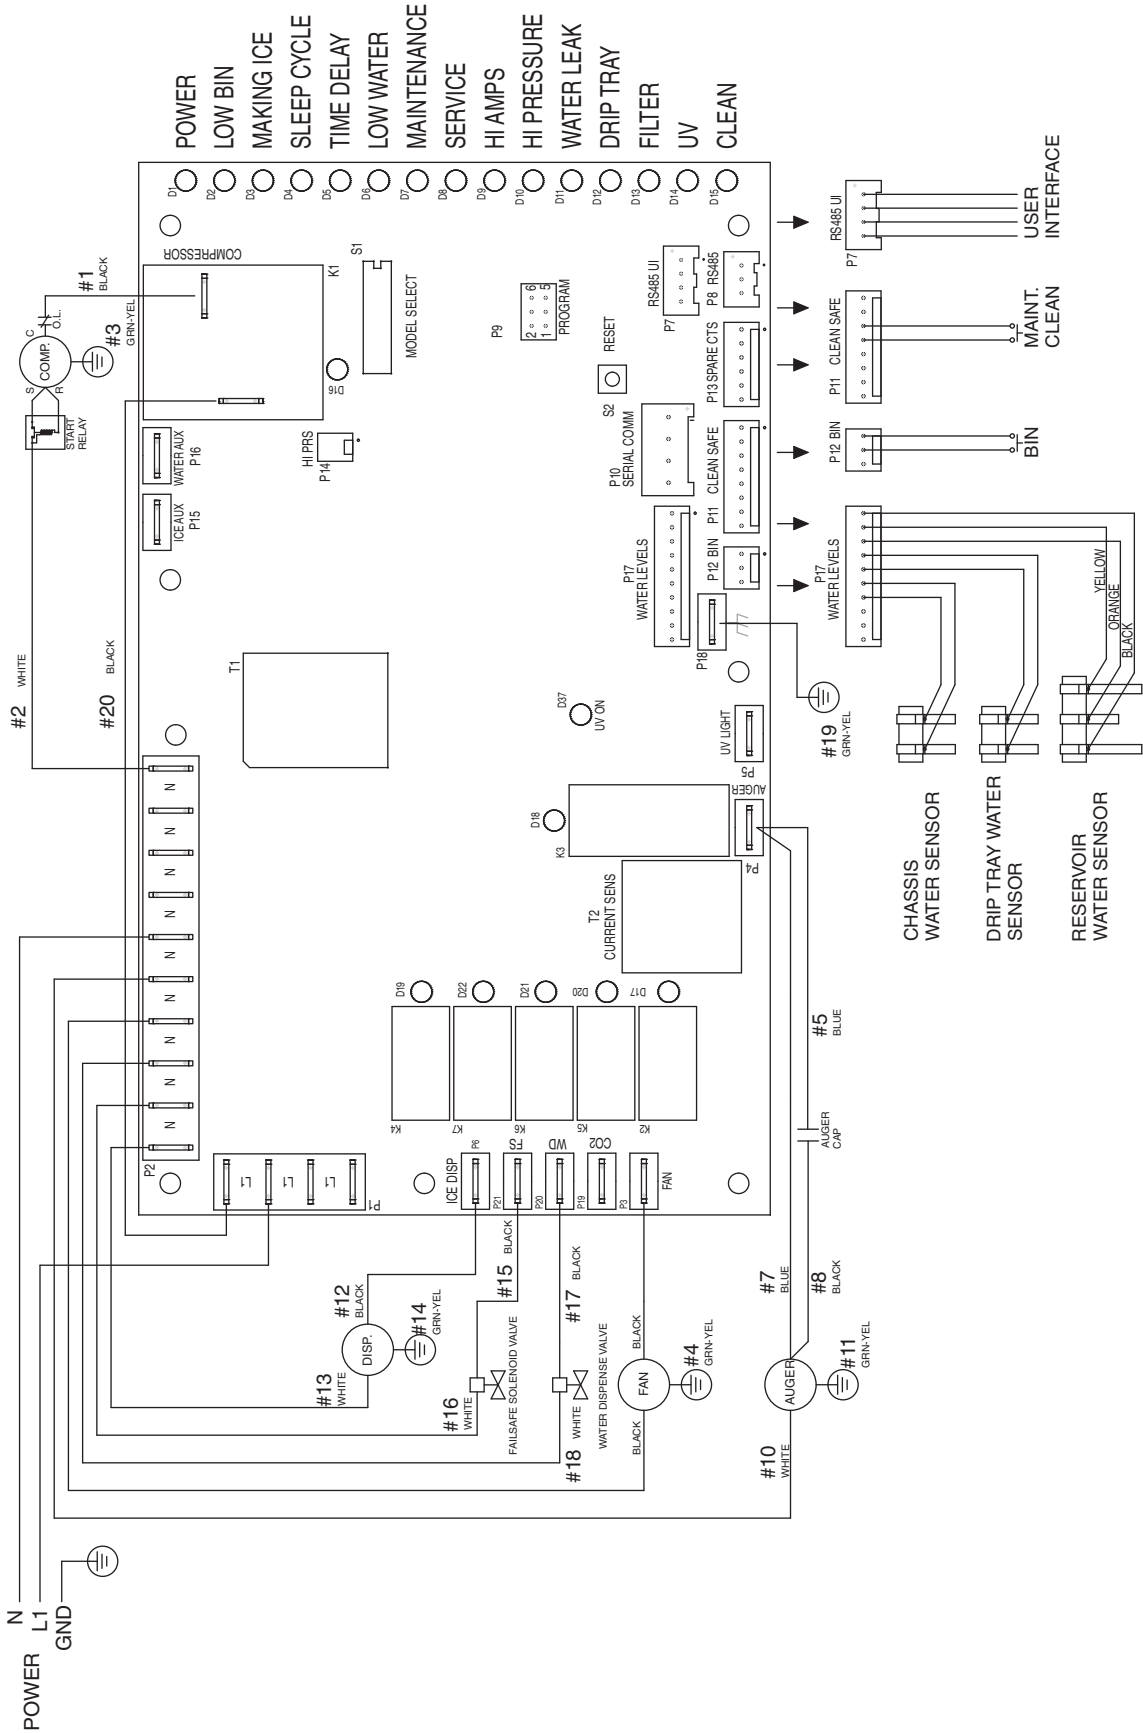 POWER
N
L1
GND
#2 WHITE
#20 BLACK
#1
BLACK
#3
GRN-YEL
COMP.
C
S
R
O.L.
START
RELAY
P2
N
N
N
N
N
N
N
N
N
P1
L1
L1
L1
ICE AUX
P15
WATER AUX
P16
COMPRESSOR
K1
D16
HI PRS
P14
S1
MODEL SELECT
T1
P9
2
6
1
5
PROGRAM
RESET
S2
D1
POWER
D2
LOW BIN
D3
MAKING ICE
D4
SLEEP CYCLE
D5
TIME DELAY
D6
LOW WATER
D7
MAINTENANCE
D8
SERVICE
D9
HI AMPS
D10
HI PRESSURE
D11
WATER LEAK
D12
DRIP TRAY
D13
FILTER
D14
UV
D15
CLEAN
ICE DISP
P6
FS
P21
WD
P20
CO2
P19
FAN
P3
K4
D19
K7
D22
K6
D21
K5
D20
K2
D17
T2
CURRENT SENS
K3
D18
D37
UV ON
AUGER
P4
UV LIGHT
P5
P18
P17
WATER LEVELS
P12 BIN
P11
CLEAN SAFE
P10
SERIAL COMM
P13 SPARE CTS
P7
RS485 UI
P8 RS485
#12
BLACK
DISP.
#13
WHITE
#14
GRN-YEL
#15 BLACK
#16
WHITE
FAILSAFE SOLENOID VALVE
#17 BLACK
#18 WHITE
WATER DISPENSE VALVE
BLACK
FAN
BLACK
#4
GRN-YEL
#7
BLUE
#8
BLACK
AUGER
#10
WHITE
#11
GRN-YEL
#5
BLUE
AUGER
CAP
#19
GRN-YEL
P17
WATER LEVELS
YELLOW
ORANGE
BLACK
CHASSIS
WATER SENSOR
DRIP TRAY WATER
SENSOR
RESERVOIR
WATER SENSOR
P12 BIN
BIN
P11
CLEAN SAFE
MAINT.
CLEAN
P7
RS485 UI
USER
INTERFACE